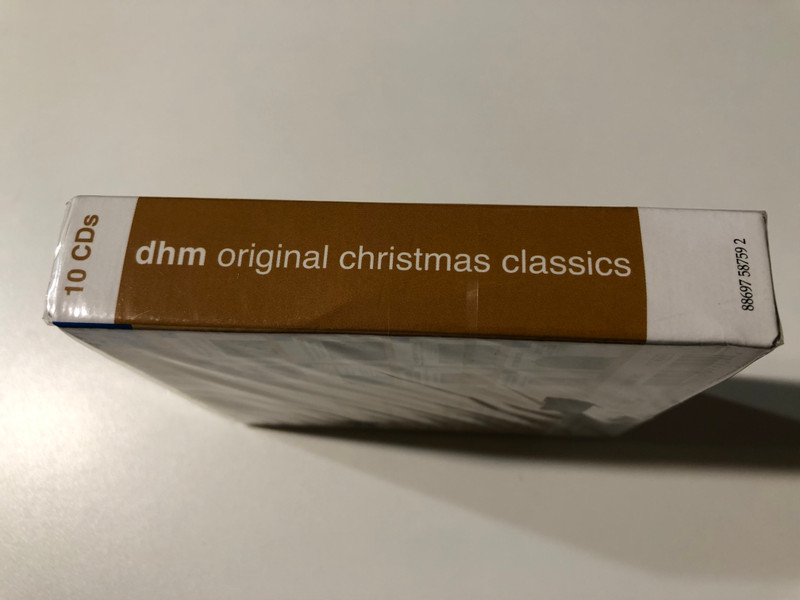 10 CDs
dhm original christmas classics
88697 58759 2